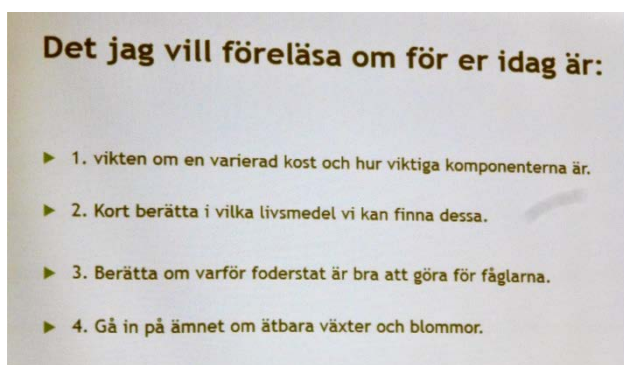 Det jag vill föreläsa om för er idag är:
1. vikten om en varierad kost och hur viktiga komponenterna är.
2. Kort berätta i vilka livsmedel vi kan finna dessa.
3. Berätta om varför foderstat är bra att göra för fåglarna.
4. Gå in på ämnet om ätbara växter och blommor.